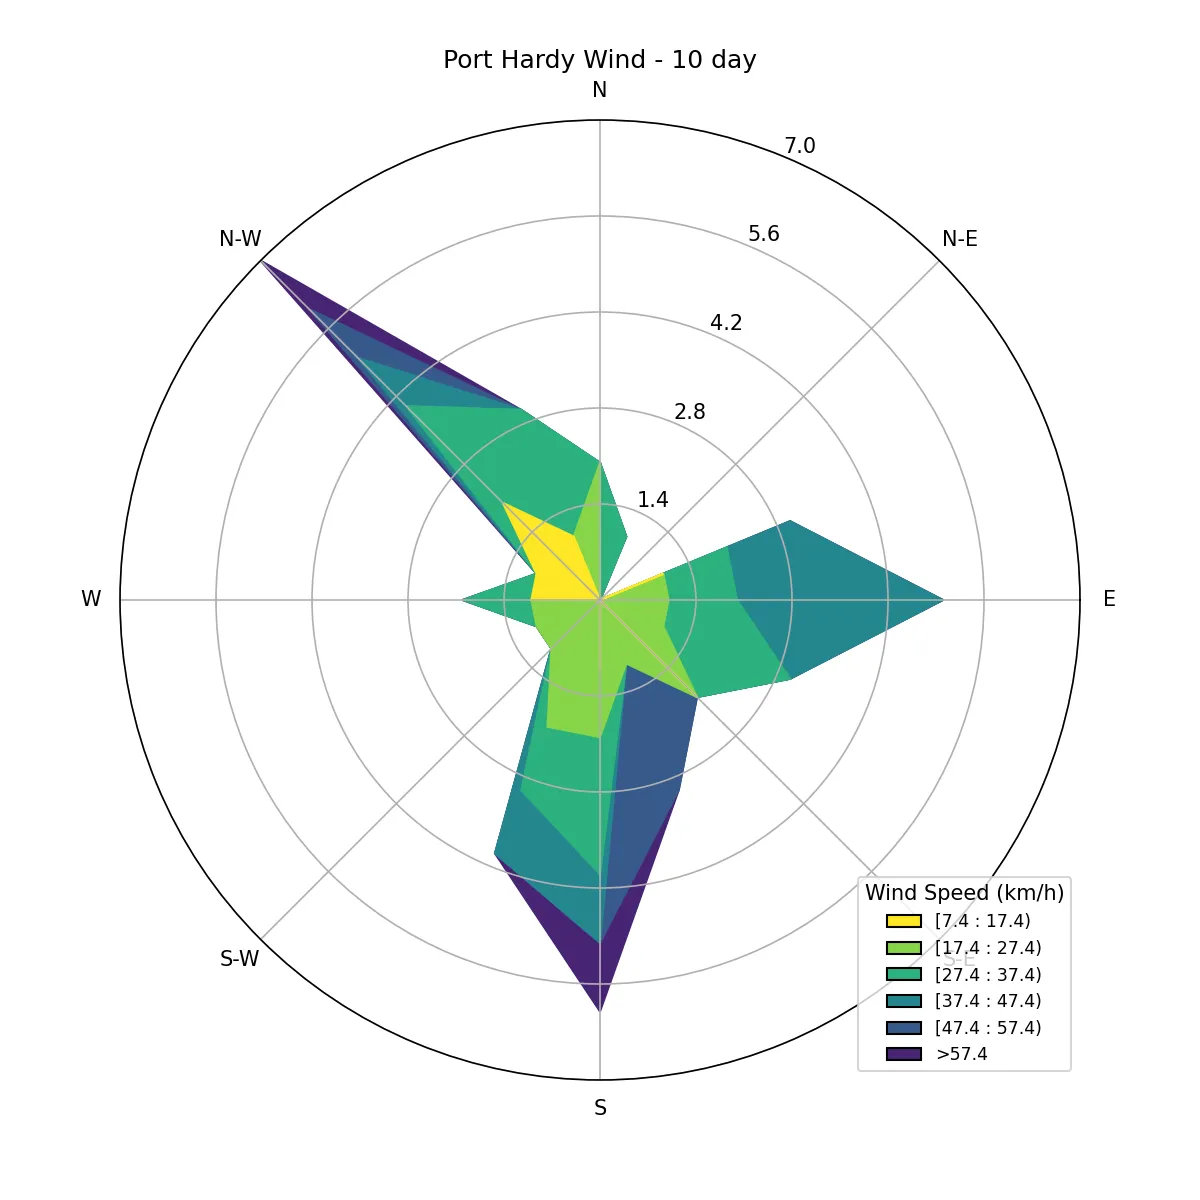 Port Hardy Wind - 10 day
N
7.0
N-W
5.6
N-E
4.2
2.8
1.4
W
E
S-W
S-E
S
Wind Speed (km/h)
[7.4 : 17.4)
[17.4 : 27.4)
[27.4 : 37.4)
[37.4 : 47.4)
[47.4 : 57.4)
>57.4